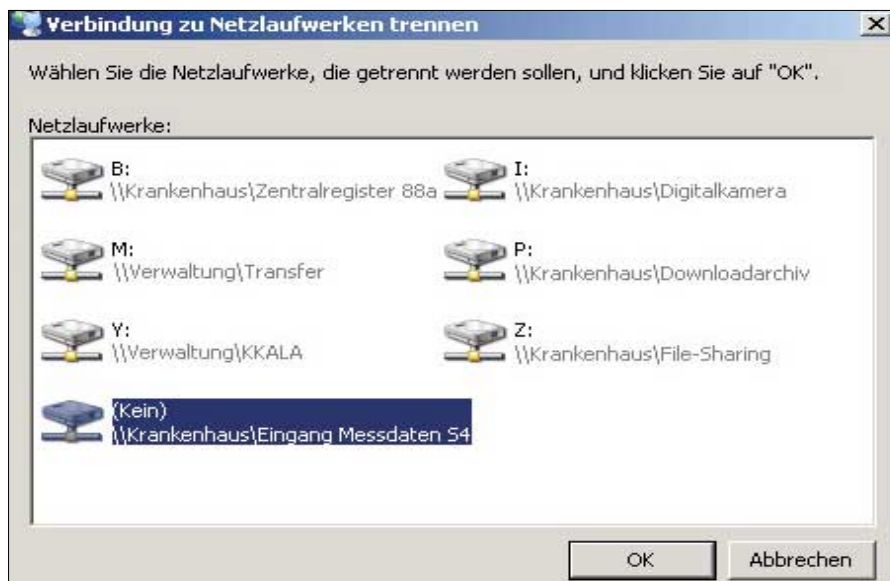 Verbindung zu Netzlaufwerken trennen
Wählen Sie die Netzlaufwerke, die getrennt werden sollen, und klicken Sie auf "OK".
Netzlaufwerke:
B:
\\Krankenhaus\Zentralregister 88a
I:
\\Krankenhaus\Digitalkamera
M:
\\Verwaltung\Transfer
P:
\\Krankenhaus\Downloadarchiv
Y:
\\Verwaltung\KKALA
Z:
\\Krankenhaus\File-Sharing
(Kein)
\\Krankenhaus\Eingang Messdaten S4
OK
Abbrechen